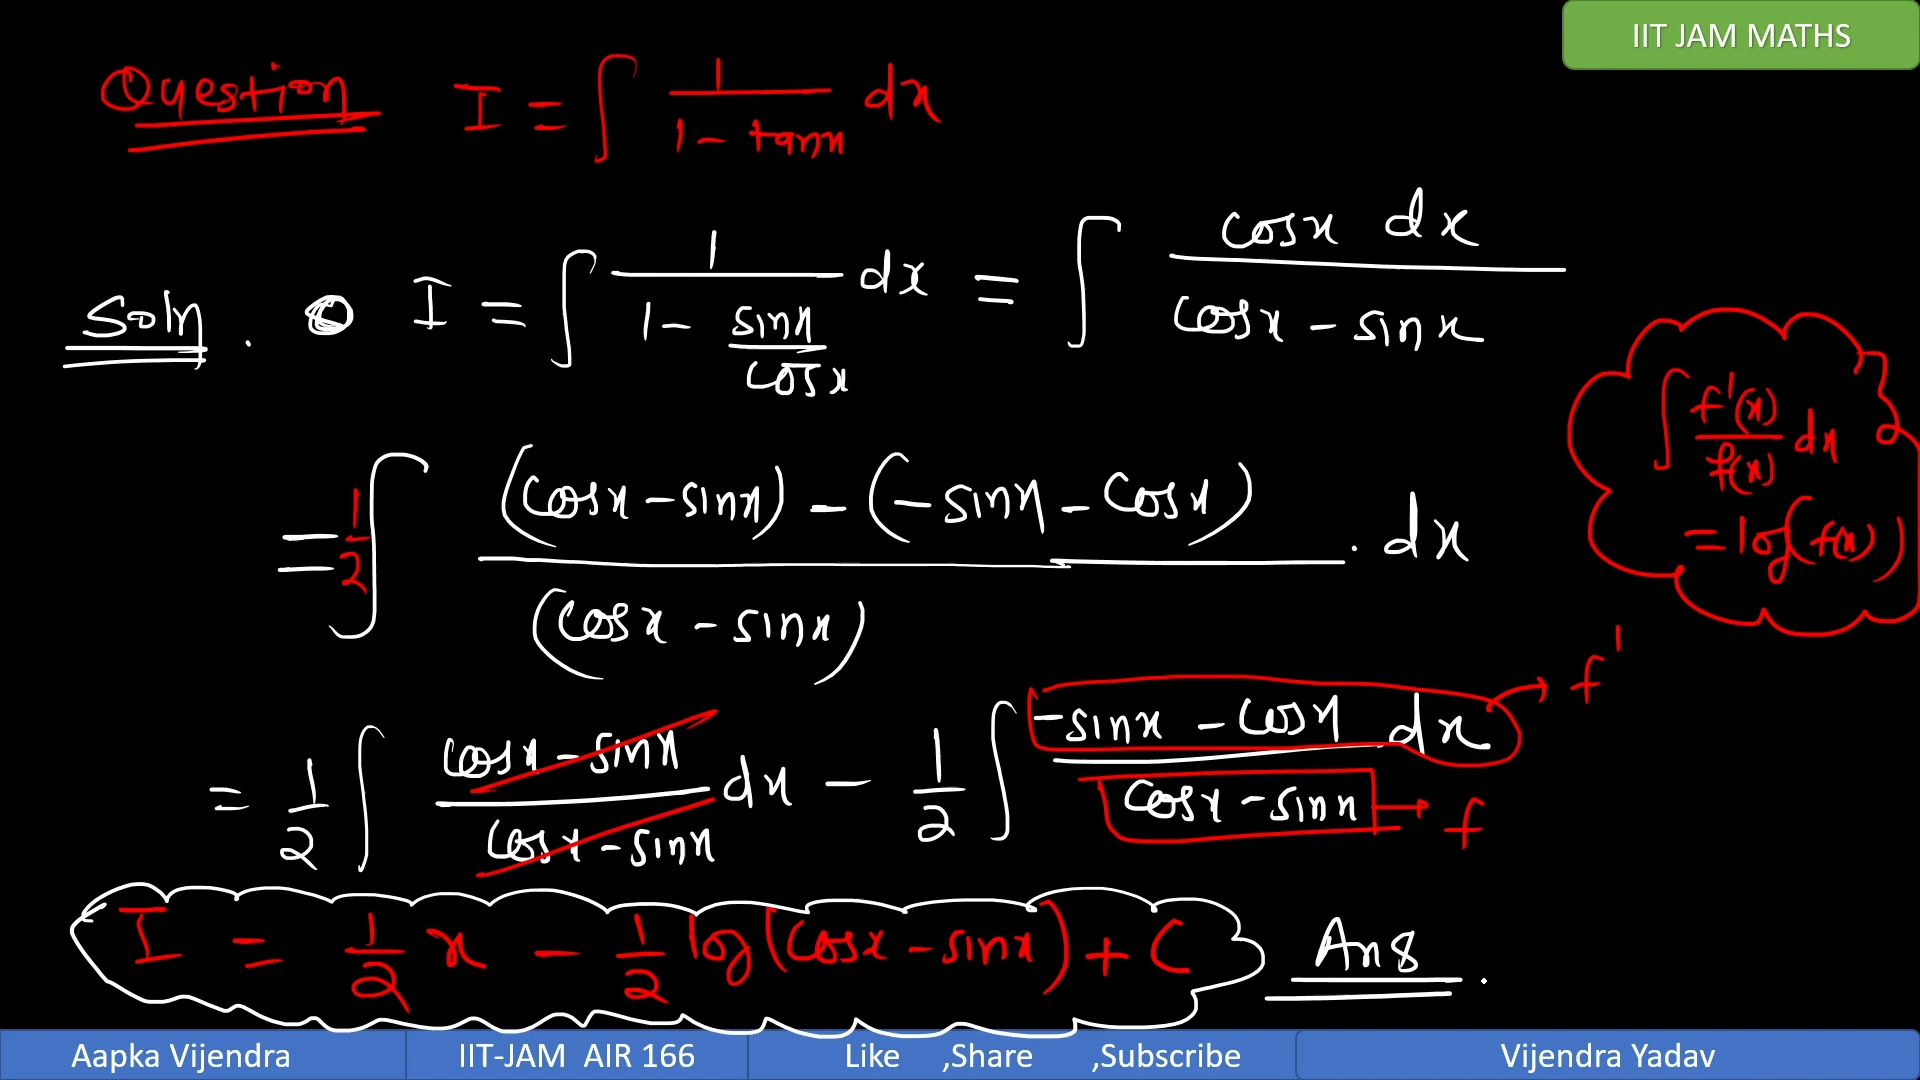 IIT JAM MATHS
Question I = ∫ 1/(1 - tanx) dx
Soln. I = ∫ 1/(1 - sinx/cosx) dx = ∫ cosx dx/(cosx - sinx)
∫ f'(x)/f(x) dx
= log(f(x))
= 1/2 ∫ ((cosx - sinx) - (-sinx - cosx))/(cosx - sinx) . dx
f'
= 1/2 ∫ (cosx - sinx)/(cosx - sinx) dx - 1/2 ∫ (-sinx - cosx) dx/(cosx - sinx)
f
I = 1/2 x - 1/2 log(cosx - sinx) + C Ans.
Aapka Vijendra IIT-JAM AIR 166 Like ,Share ,Subscribe Vijendra Yadav